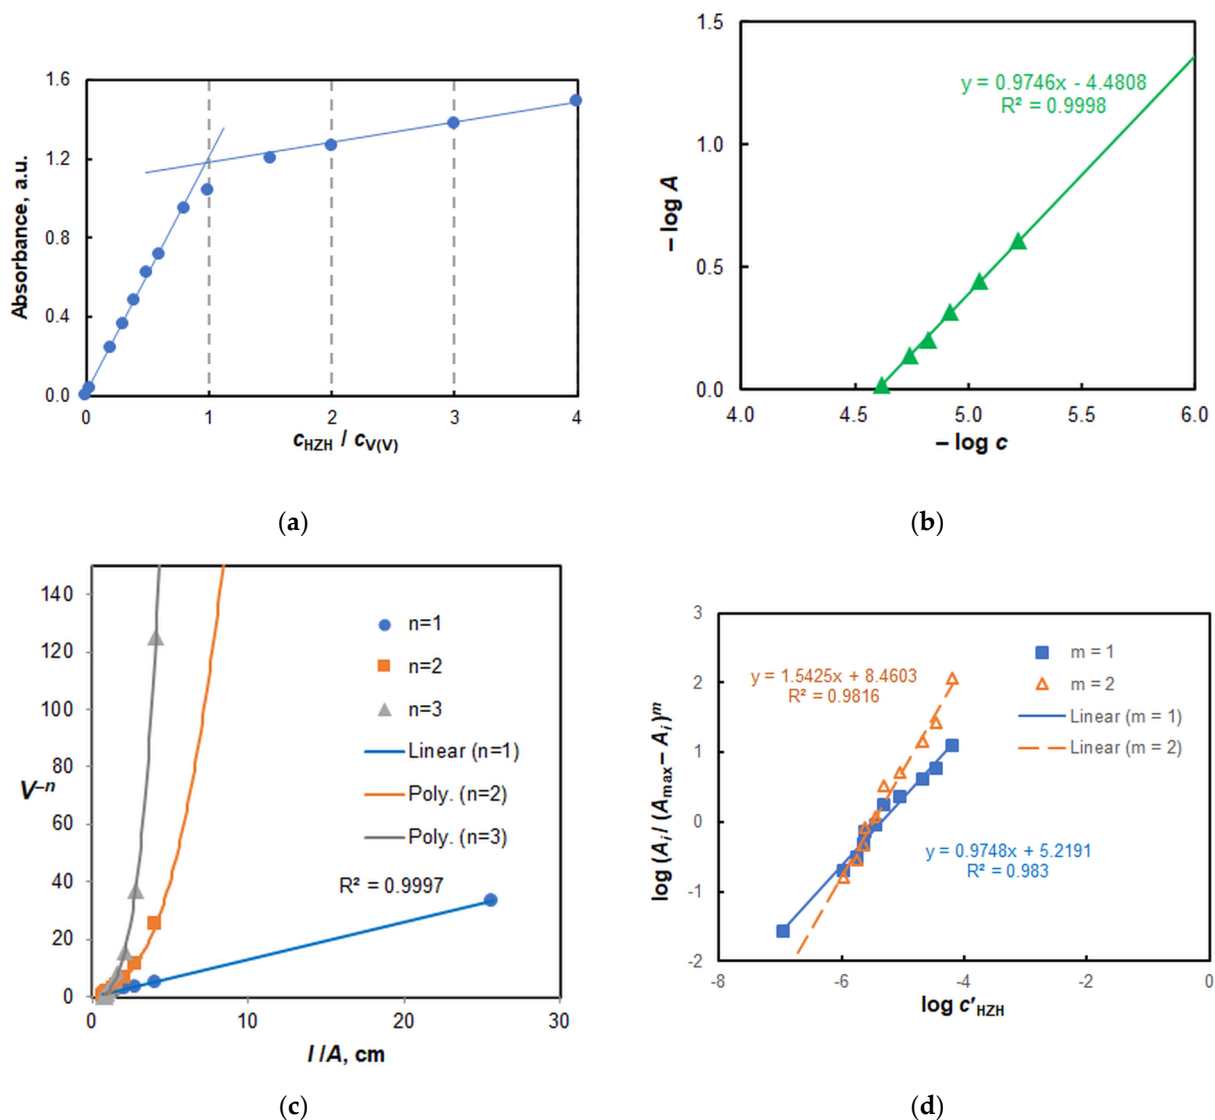 1.6
1.2
0.8
0.4
0.0
Absorbance, a.u.
0 1 2 3 4
cHZH / cV(V)
(a)
1.5
1.0
0.5
0.0
– log A
y = 0.9746x - 4.4808
R² = 0.9998
4.0 4.5 5.0 5.5 6.0
– log c
(b)
140
120
100
80
60
40
20
0
V–n
n=1
n=2
n=3
Linear (n=1)
Poly. (n=2)
Poly. (n=3)
R² = 0.9997
0 10 20 30
l /A, cm
(c)
3
2
1
0
-1
-2
log (Ai / (Amax – Ai )m
y = 1.5425x + 8.4603
R² = 0.9816
m = 1
m = 2
Linear (m = 1)
Linear (m = 2)
y = 0.9748x + 5.2191
R² = 0.983
-8 -6 -4 -2 0
log c′HZH
(d)